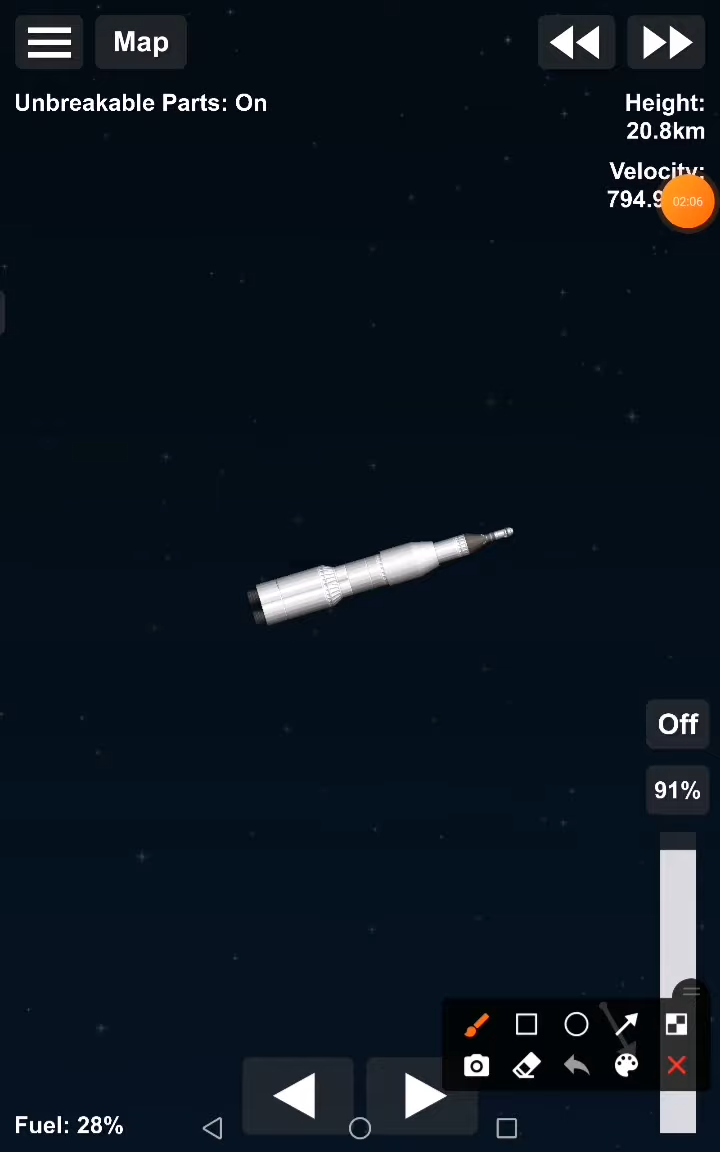 Map
Unbreakable Parts: On
Height:
20.8km
Velocity:
794.9
02:06
Off
91%
Fuel: 28%